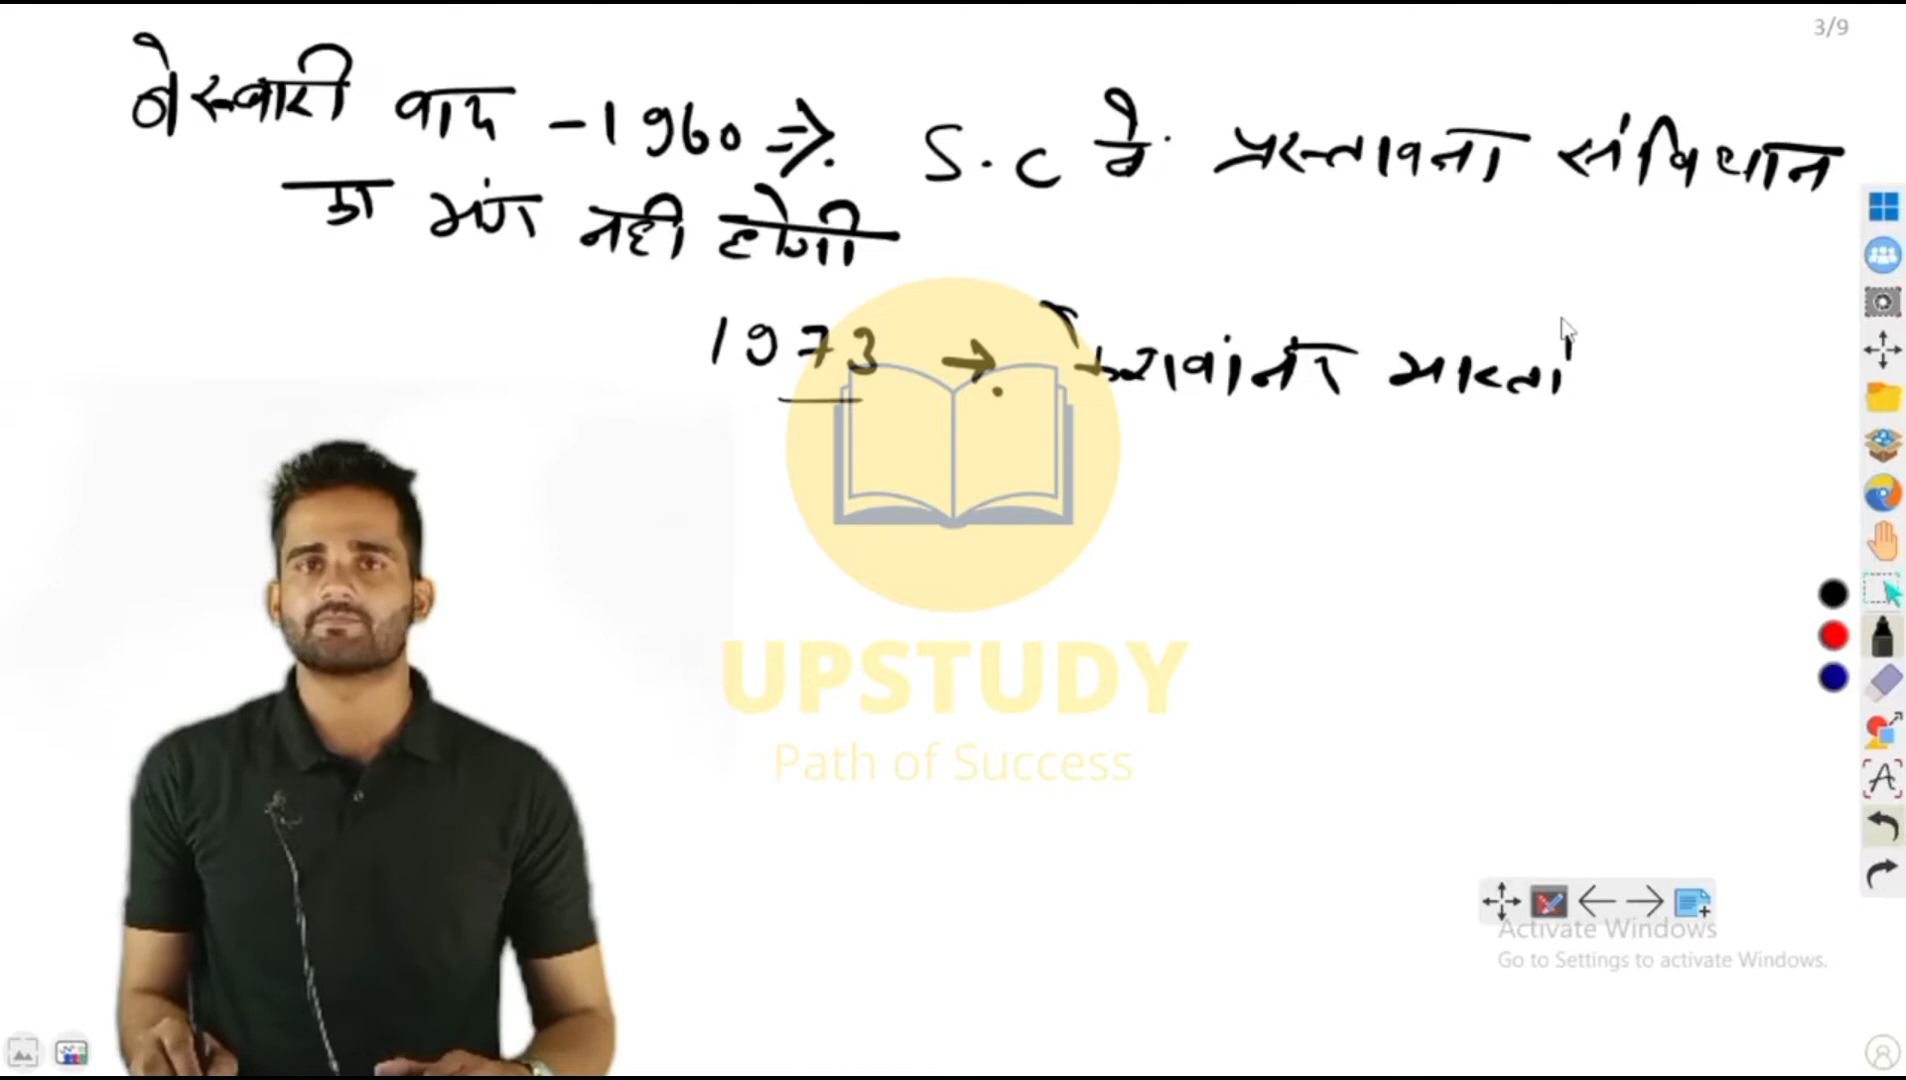 3/9
बेरुबारी वाद - 1960 ⇒ S.C ने प्रस्तावना संविधान
का अंग नही होगी
1973 → केशवानंद भारती
UPSTUDY
Path of Success
Activate Windows
Go to Settings to activate Windows.